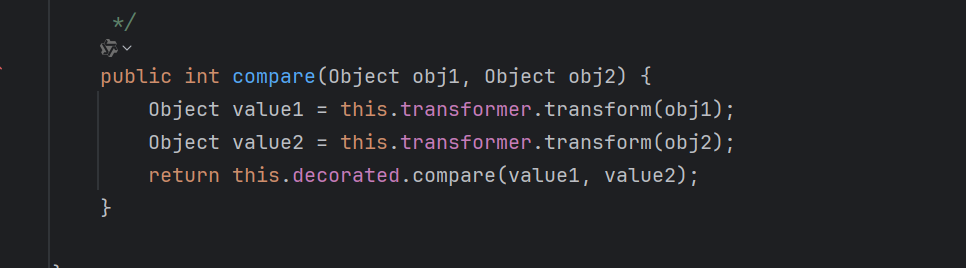 */
public int compare(Object obj1, Object obj2) {
Object value1 = this.transformer.transform(obj1);
Object value2 = this.transformer.transform(obj2);
return this.decorated.compare(value1, value2);
}
}